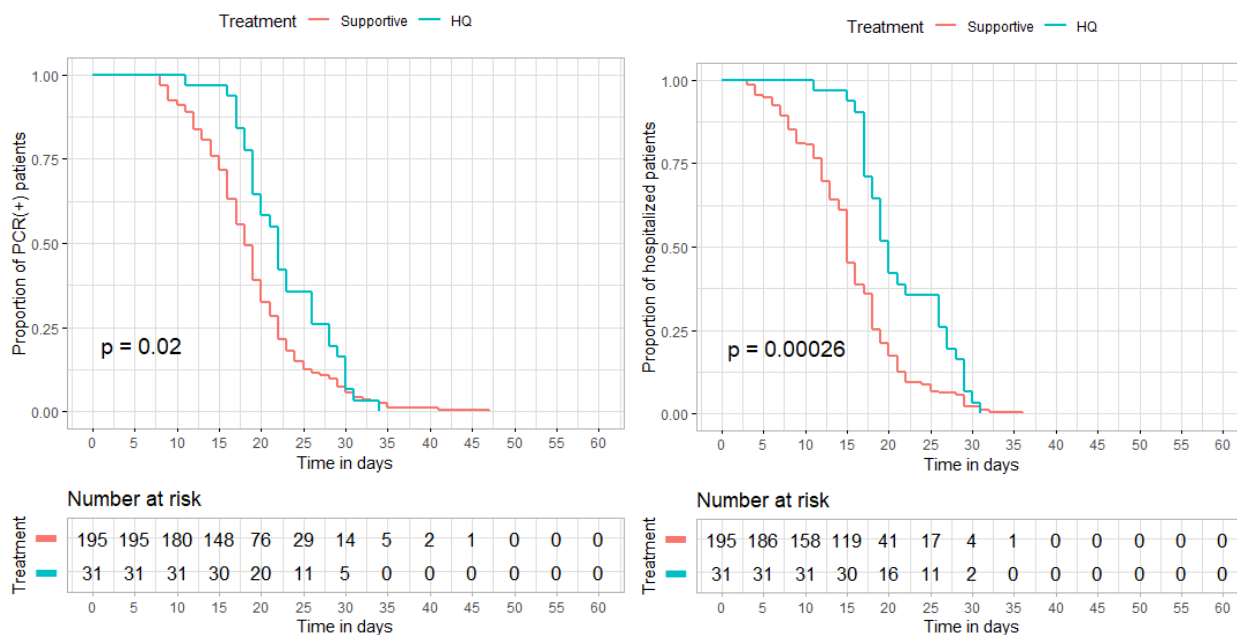 Treatment Supportive HQ
Proportion of PCR(+) patients
1.00
0.75
0.50
0.25
0.00
p = 0.02
0 5 10 15 20 25 30 35 40 45 50 55 60
Time in days
Number at risk
Treatment
195 195 180 148 76 29 14 5 2 1 0 0 0
31 31 31 30 20 11 5 0 0 0 0 0 0
0 5 10 15 20 25 30 35 40 45 50 55 60
Time in days
Treatment Supportive HQ
Proportion of hospitalized patients
1.00
0.75
0.50
0.25
0.00
p = 0.00026
0 5 10 15 20 25 30 35 40 45 50 55 60
Time in days
Number at risk
Treatment
195 186 158 119 41 17 4 1 0 0 0 0 0
31 31 31 30 16 11 2 0 0 0 0 0 0
0 5 10 15 20 25 30 35 40 45 50 55 60
Time in days